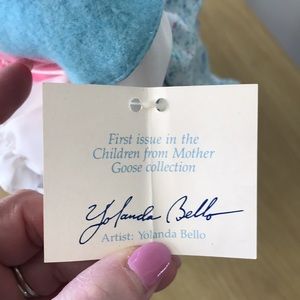 First issue in the
Children from Mother
Goose collection
Yolanda Bello
Artist: Yolanda Bello